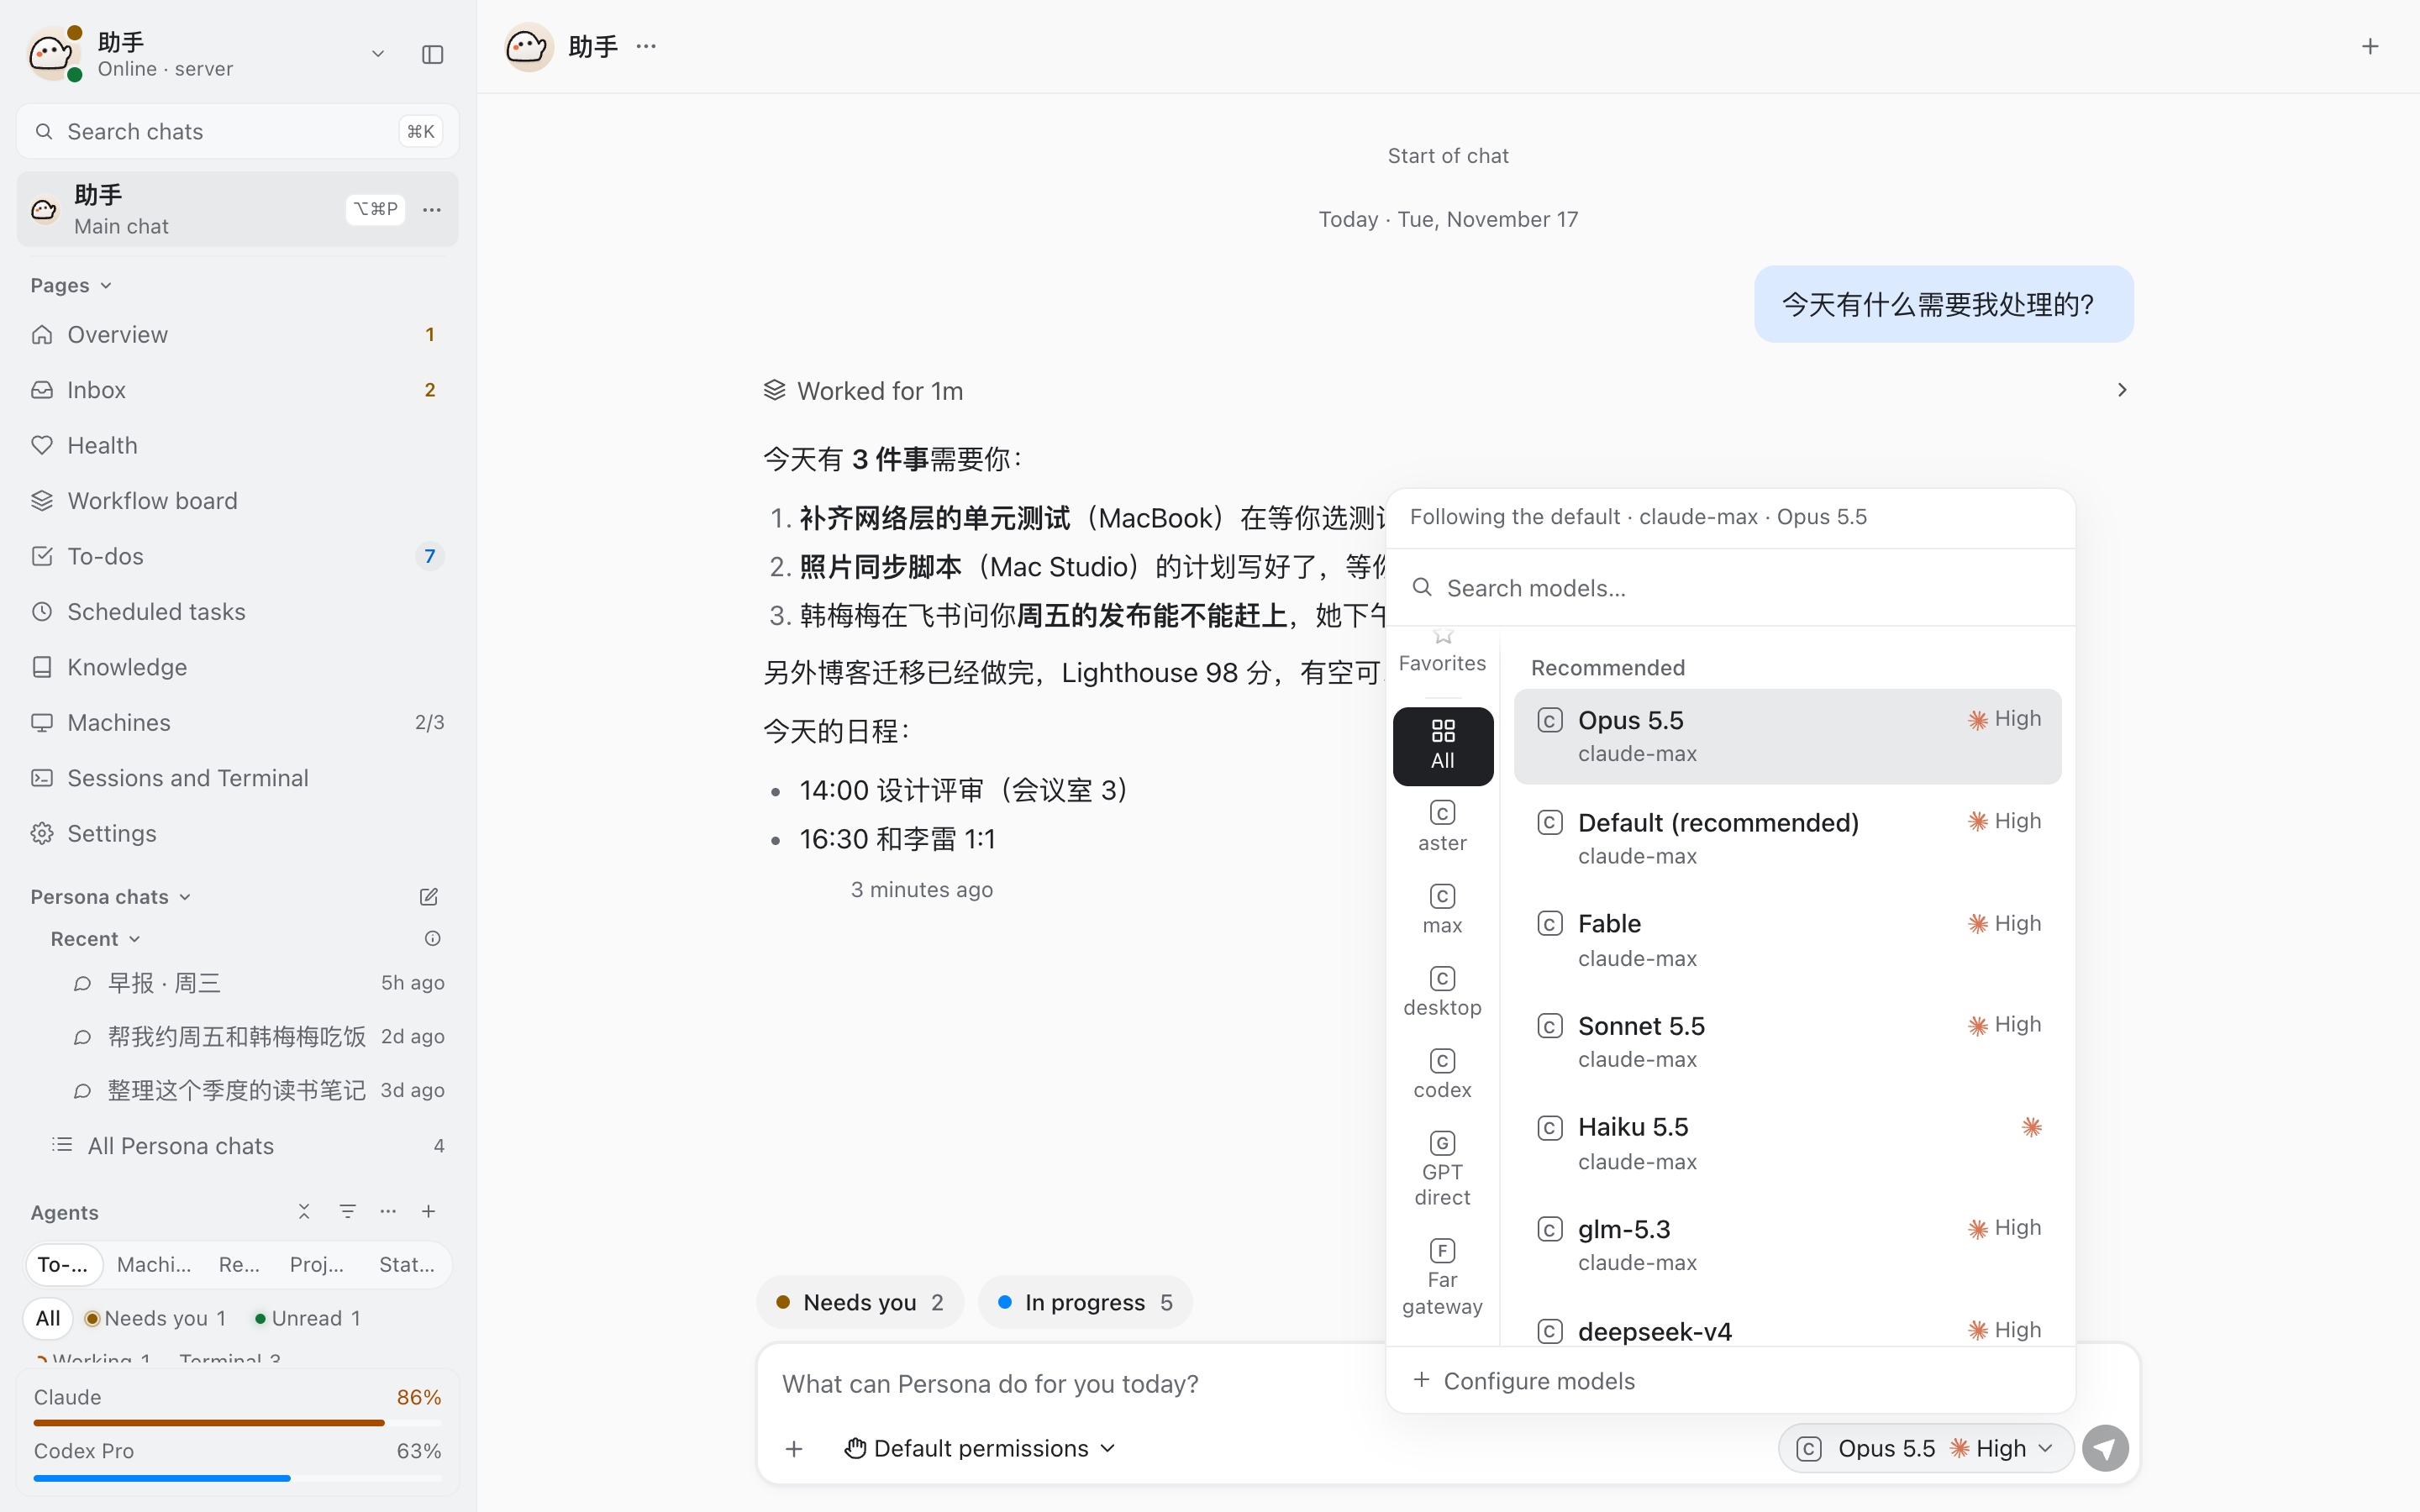 助手
Online · server
Search chats ⌘K
助手
Main chat
⌥⌘P
Pages
Overview 1
Inbox 2
Health
Workflow board
To-dos 7
Scheduled tasks
Knowledge
Machines 2/3
Sessions and Terminal
Settings
Persona chats
Recent
早报 · 周三 5h ago
帮我约周五和韩梅梅吃饭 2d ago
整理这个季度的读书笔记 3d ago
All Persona chats 4
Agents
To-... Machi... Re... Proj... Stat...
All Needs you 1 Unread 1
Working 1 Terminal 3
Claude 86%
Codex Pro 63%
助手
Start of chat
Today · Tue, November 17
今天有什么需要我处理的?
Worked for 1m
今天有 3 件事需要你：
1. 补齐网络层的单元测试（MacBook）在等你选测
2. 照片同步脚本（Mac Studio）的计划写好了，等
3. 韩梅梅在飞书问你周五的发布能不能赶上，她下午
另外博客迁移已经做完，Lighthouse 98 分，有空可
今天的日程：
14:00 设计评审（会议室 3）
16:30 和李雷 1:1
3 minutes ago
Needs you 2 In progress 5
What can Persona do for you today?
Default permissions
Opus 5.5 High
Following the default · claude-max · Opus 5.5
Search models...
Favorites
All
aster
max
desktop
codex
GPT
direct
Far
gateway
Recommended
Opus 5.5 High
claude-max
Default (recommended) High
claude-max
Fable High
claude-max
Sonnet 5.5 High
claude-max
Haiku 5.5
claude-max
glm-5.3 High
claude-max
deepseek-v4 High
Configure models